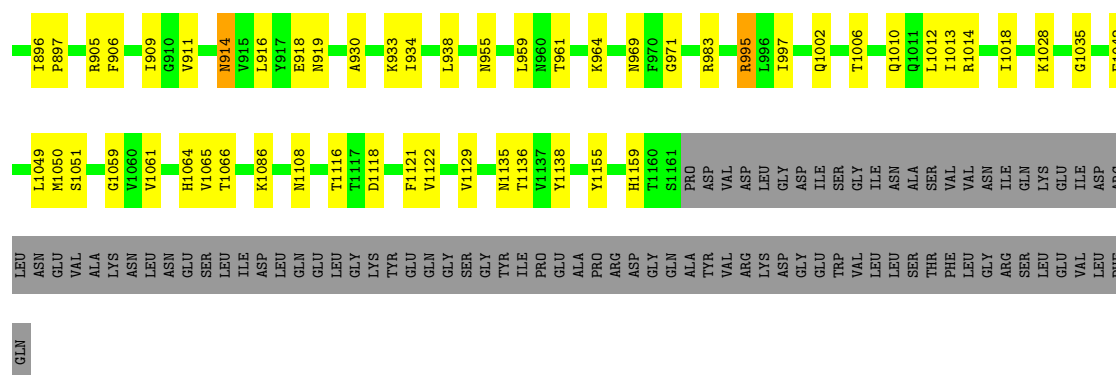 I896 P897 R905 F906 I909 G910 V911 N914 V915 L916 Y917 E918 N919 A930 K933 I934 L938 N955 L959 N960 T961 K964 N969 F970 G971 R983 R995 L996 I997 Q1002 T1006 Q1010 Q1011 L1012 I1013 R1014 I1018 K1028 G1035
L1049 M1050 S1051 G1059 V1060 V1061 H1064 V1065 T1066 K1086 N1108 T1116 T1117 D1118 F1121 V1122 V1129 N1135 T1136 V1137 Y1138 Y1155 H1159 T1160 S1161 PRO ASP VAL ASP LEU GLY ASP ILE SER GLY ILE ASN ALA SER VAL VAL ASN ILE GLN LYS GLU ILE ASP ARG
LEU ASN GLU VAL ALA LYS ASN LEU ASN GLU SER LEU ILE ASP LEU GLN GLU LEU GLY LYS TYR GLU GLN GLY SER GLY TYR ILE PRO GLU ALA PRO ARG ASP GLY GLN ALA TYR VAL ARG LYS ASP GLY GLU TRP VAL LEU LEU SER THR PHE LEU GLY ARG SER LEU GLU VAL LEU PHE
GLN